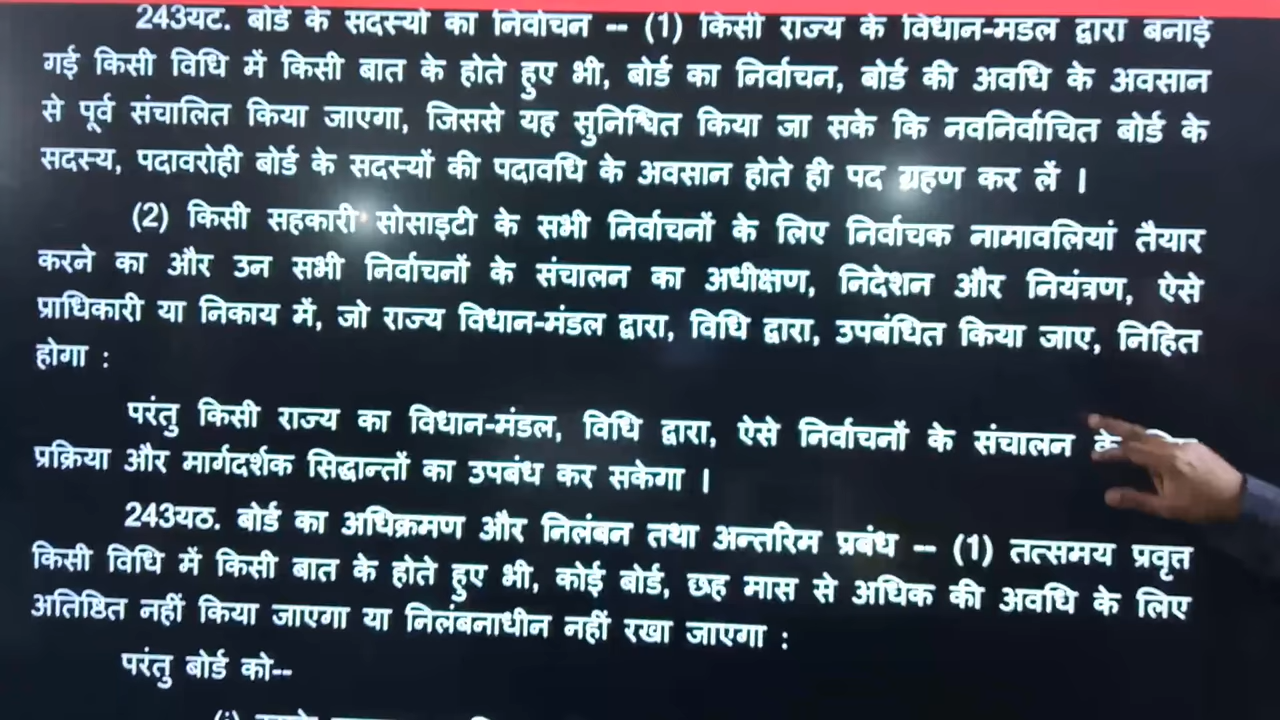 243यट. बोर्ड के सदस्यों का निर्वाचन -- (1) किसी राज्य के विधान-मंडल द्वारा बनाई
गई किसी विधि में किसी बात के होते हुए भी, बोर्ड का निर्वाचन, बोर्ड की अवधि के अवसान
से पूर्व संचालित किया जाएगा, जिससे यह सुनिश्चित किया जा सके कि नवनिर्वाचित बोर्ड के
सदस्य, पदावरोही बोर्ड के सदस्यों की पदावधि के अवसान होते ही पद ग्रहण कर लें ।
(2) किसी सहकारी सोसाइटी के सभी निर्वाचनों के लिए निर्वाचक नामावलियां तैयार
करने का और उन सभी निर्वाचनों के संचालन का अधीक्षण, निदेशन और नियंत्रण, ऐसे
प्राधिकारी या निकाय में, जो राज्य विधान-मंडल द्वारा, विधि द्वारा, उपबंधित किया जाए, निहित
होगा :
परंतु किसी राज्य का विधान-मंडल, विधि द्वारा, ऐसे निर्वाचनों के संचालन के
प्रक्रिया और मार्गदर्शक सिद्धान्तों का उपबंध कर सकेगा ।
243यठ. बोर्ड का अधिक्रमण और निलंबन तथा अन्तरिम प्रबंध -- (1) तत्समय प्रवृत्त
किसी विधि में किसी बात के होते हुए भी, कोई बोर्ड, छह मास से अधिक की अवधि के लिए
अतिष्ठित नहीं किया जाएगा या निलंबनाधीन नहीं रखा जाएगा :
परंतु बोर्ड को--